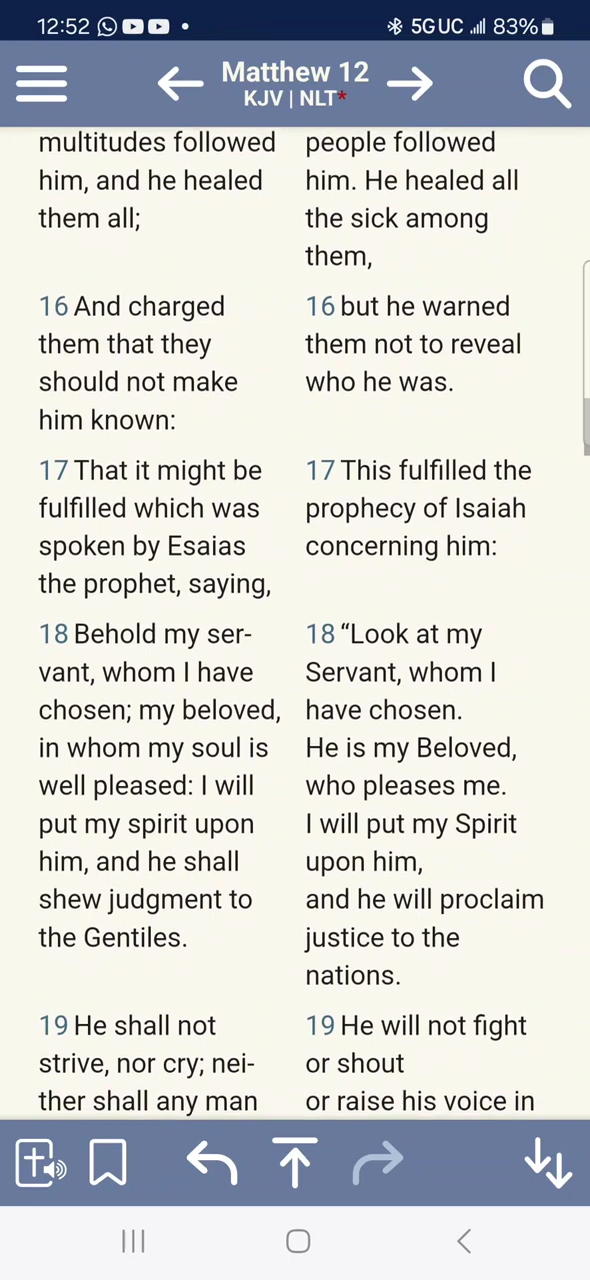 12:52 5G UC 83%
Matthew 12
KJV | NLT*
multitudes followed
him, and he healed
them all;
people followed
him. He healed all
the sick among
them,
16 And charged
them that they
should not make
him known:
16 but he warned
them not to reveal
who he was.
17 That it might be
fulfilled which was
spoken by Esaias
the prophet, saying,
17 This fulfilled the
prophecy of Isaiah
concerning him:
18 Behold my ser-
vant, whom I have
chosen; my beloved,
in whom my soul is
well pleased: I will
put my spirit upon
him, and he shall
shew judgment to
the Gentiles.
18 “Look at my
Servant, whom I
have chosen.
He is my Beloved,
who pleases me.
I will put my Spirit
upon him,
and he will proclaim
justice to the
nations.
19 He shall not
strive, nor cry; nei-
ther shall any man
19 He will not fight
or shout
or raise his voice in